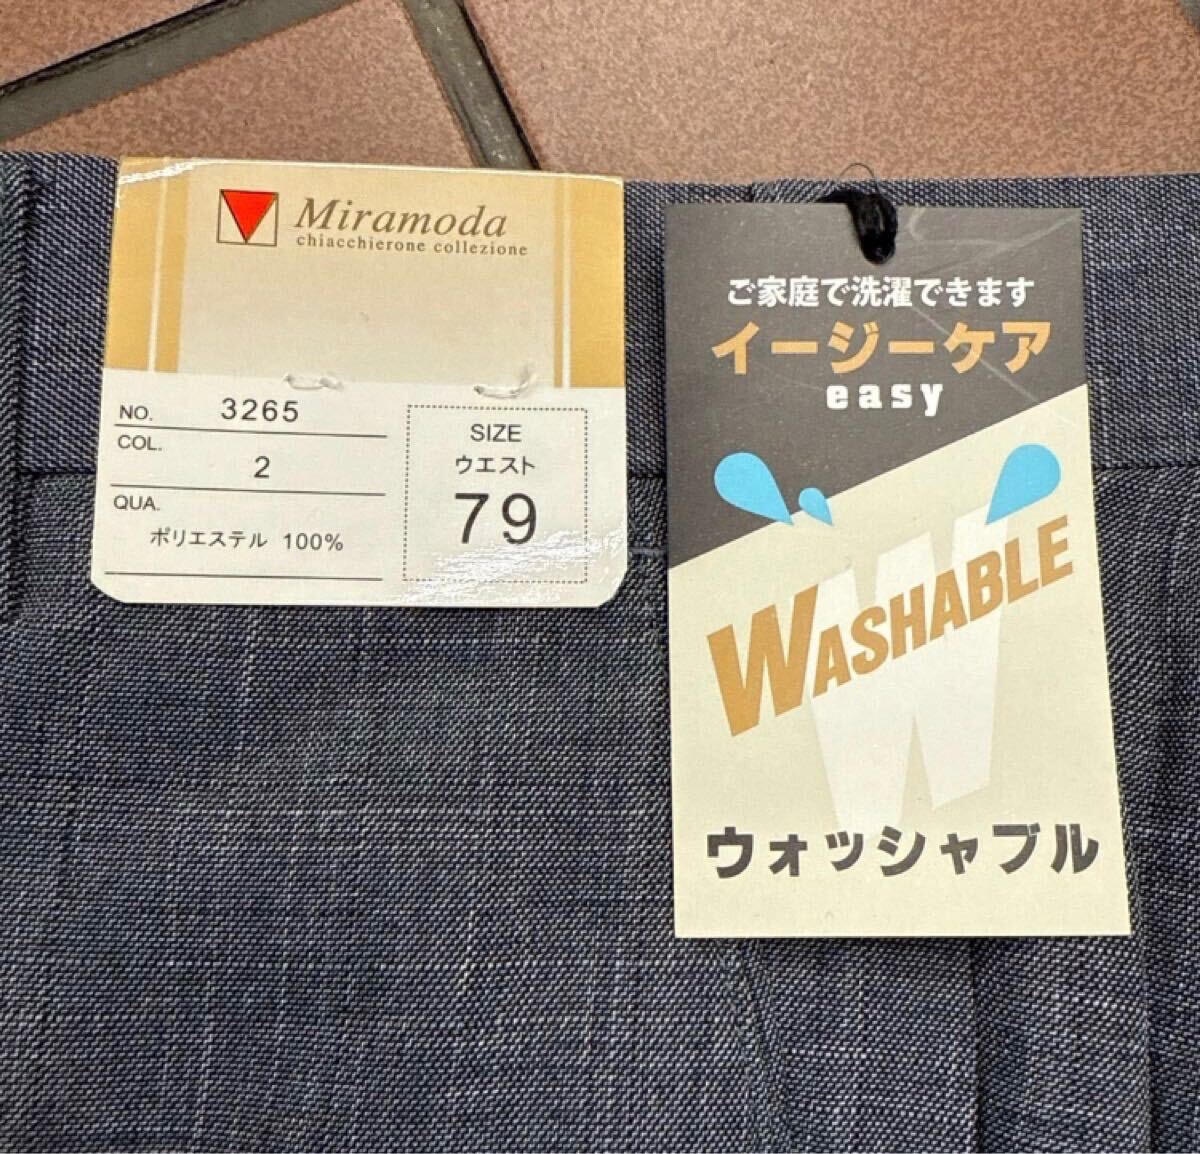 Miramoda
chiacchierone collezione
NO. 3265
COL. 2
QUA.
ポリエステル 100%
SIZE
ウエスト
79
ご家庭で洗濯できます
イージーケア
easy
W
WASHABLE
ウォッシャブル